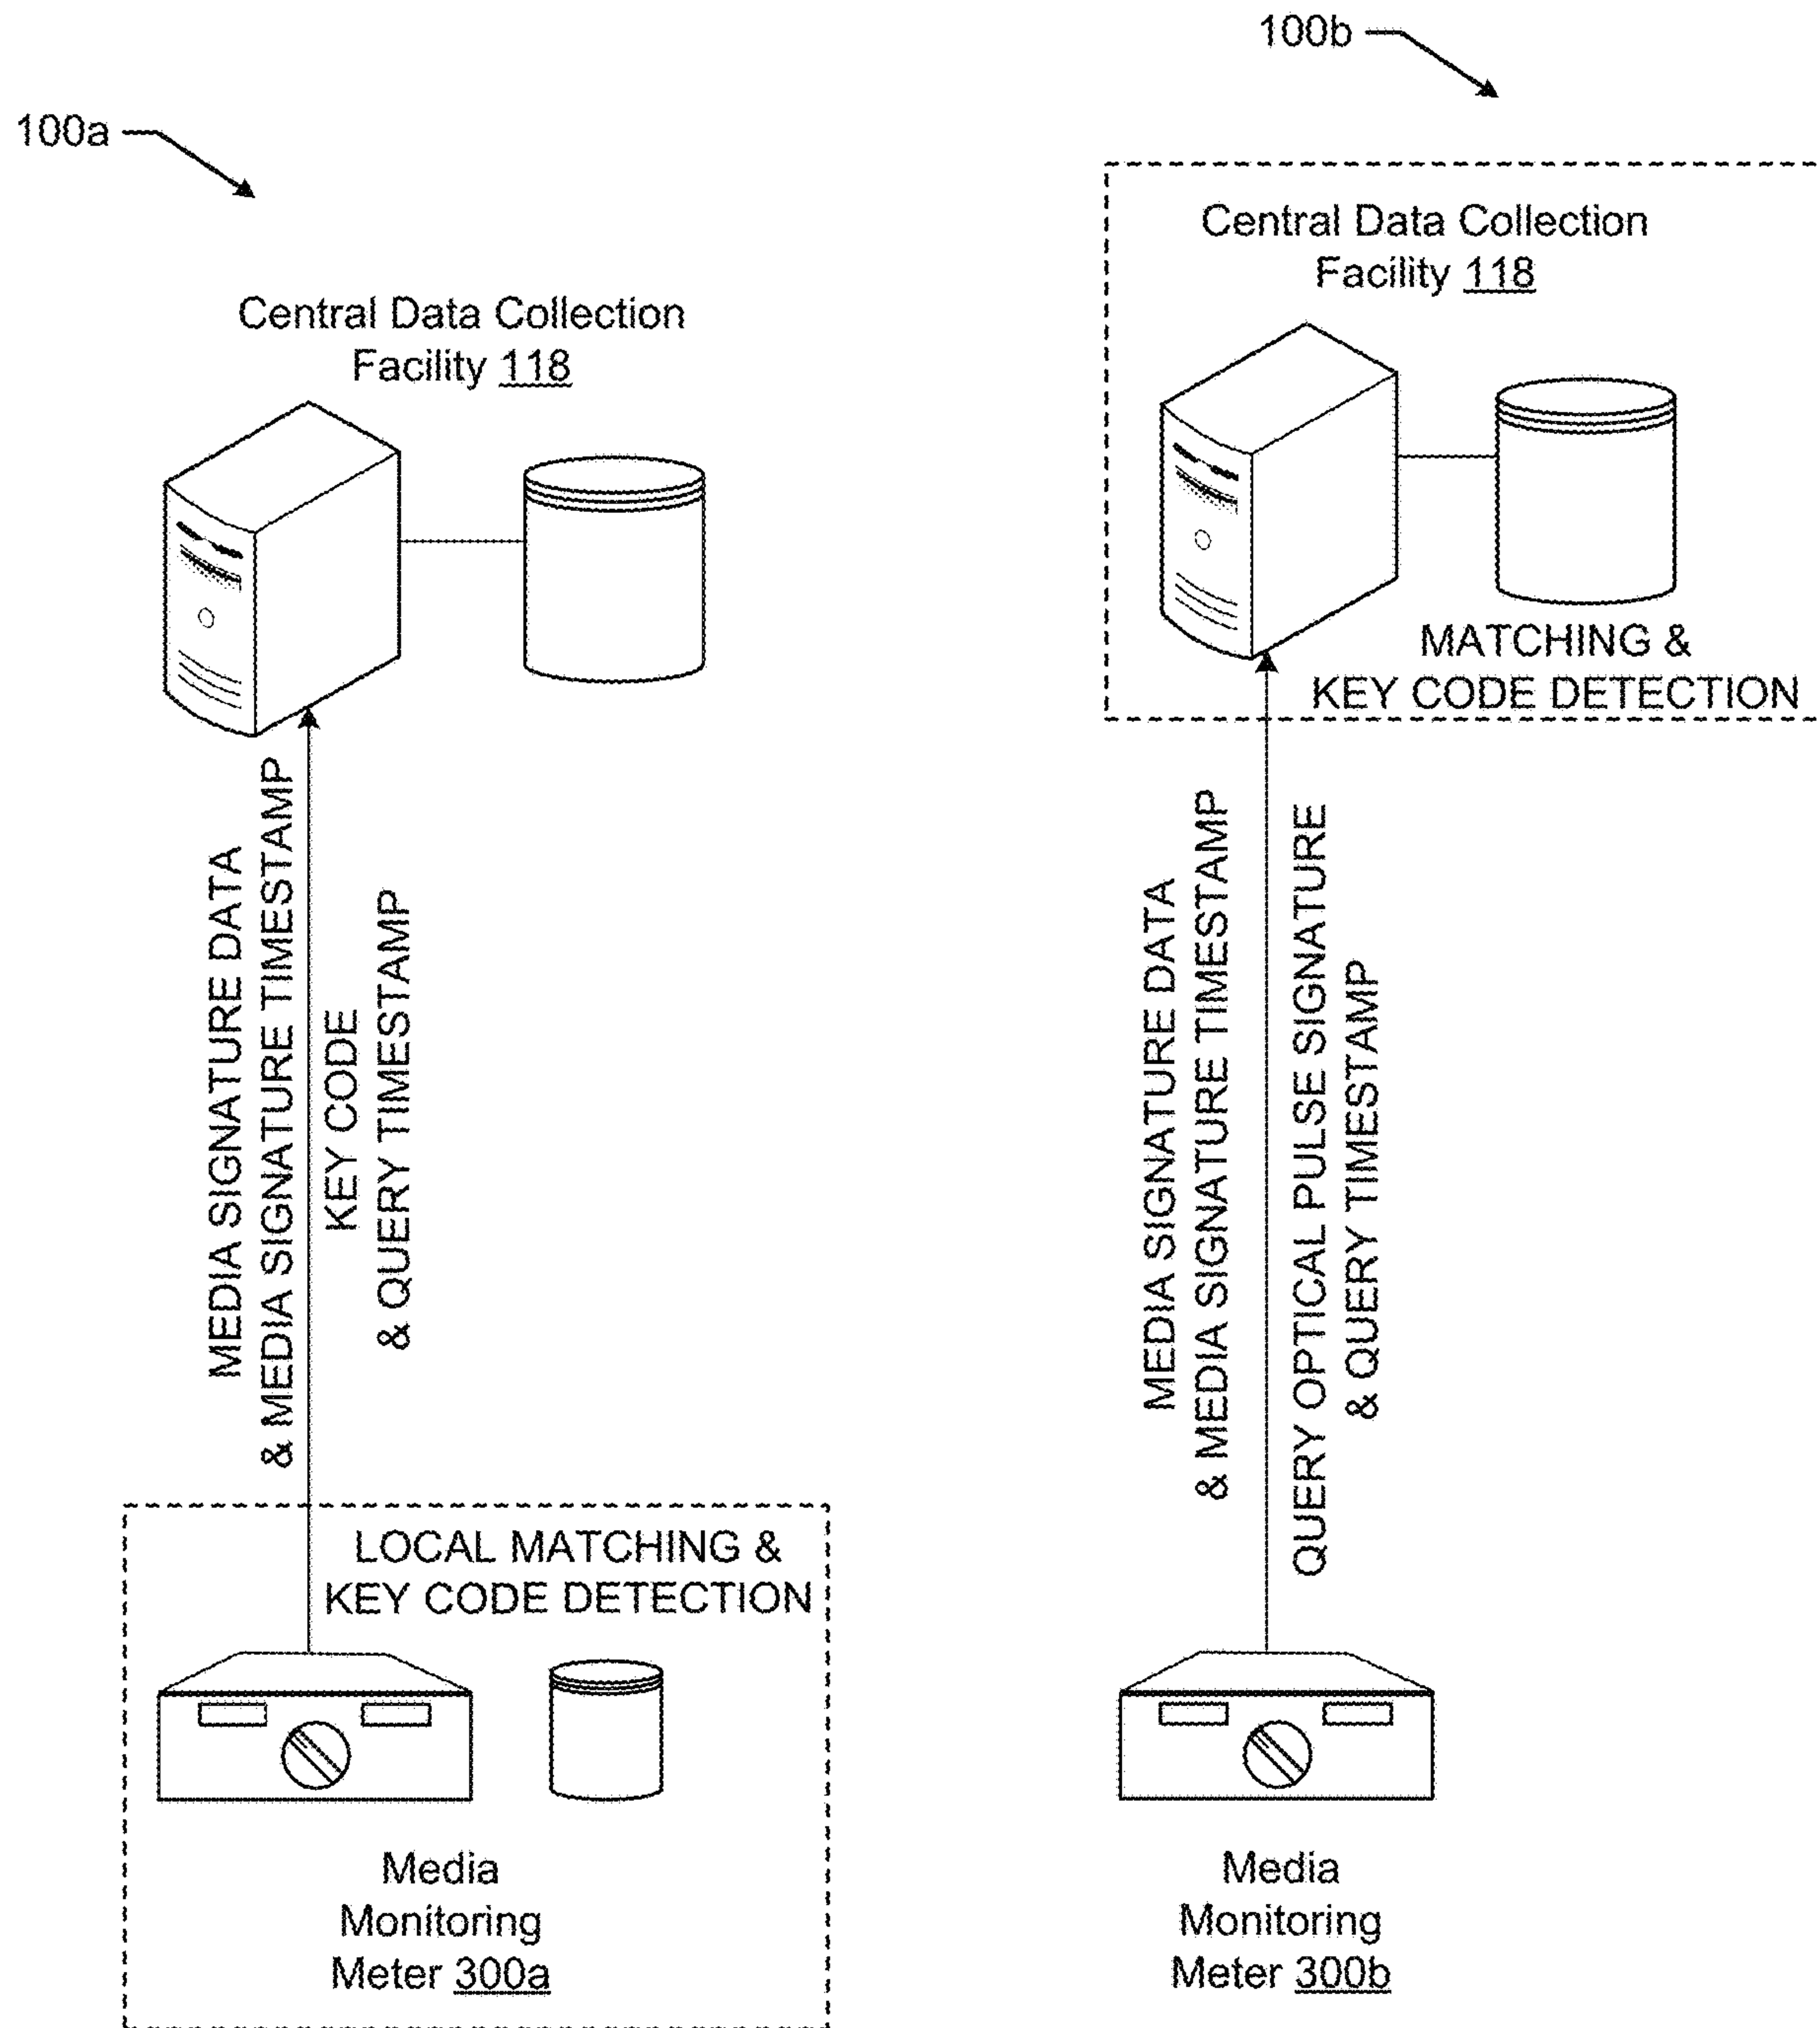 100a
Central Data Collection
Facility 118
MEDIA SIGNATURE DATA
& MEDIA SIGNATURE TIMESTAMP
KEY CODE
& QUERY TIMESTAMP
LOCAL MATCHING &
KEY CODE DETECTION
Media
Monitoring
Meter 300a
100b
Central Data Collection
Facility 118
MATCHING &
KEY CODE DETECTION
MEDIA SIGNATURE DATA
& MEDIA SIGNATURE TIMESTAMP
QUERY OPTICAL PULSE SIGNATURE
& QUERY TIMESTAMP
Media
Monitoring
Meter 300b